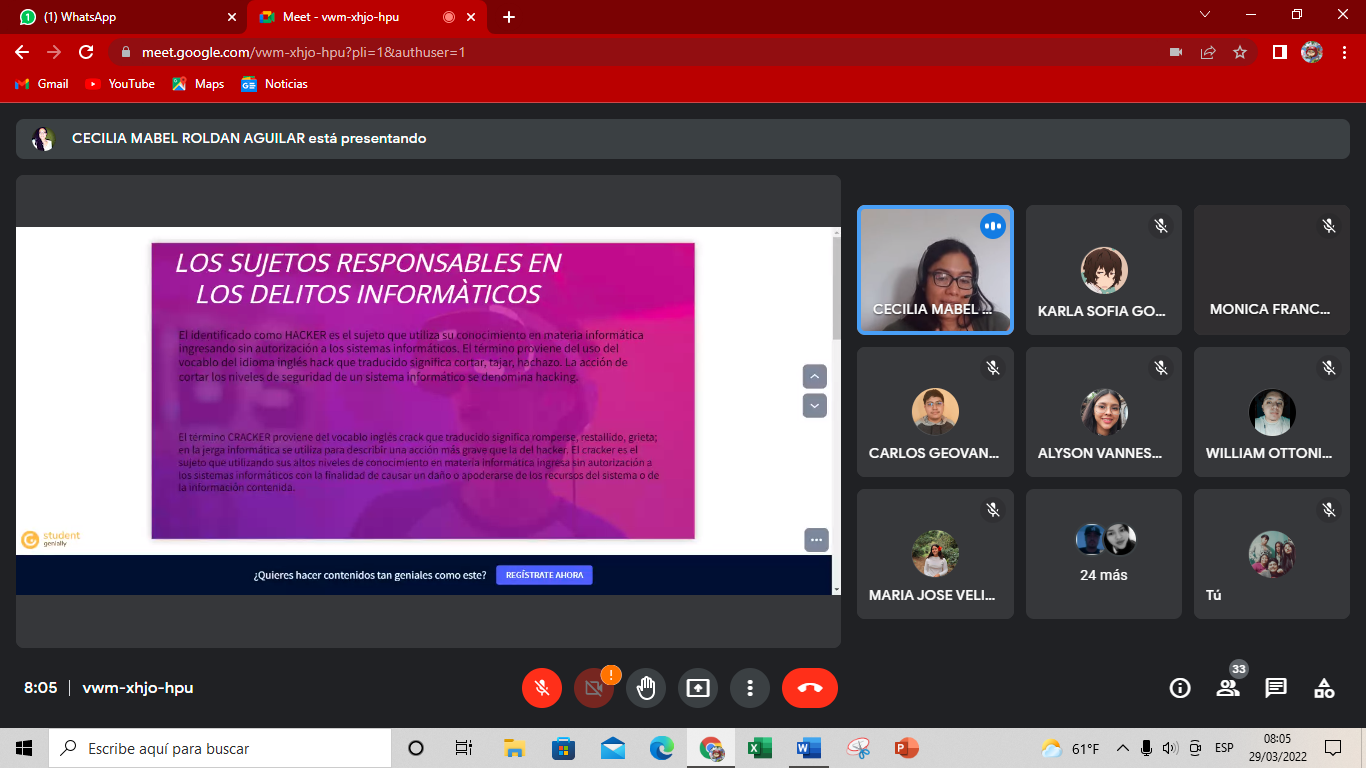 (1) WhatsApp
Meet - vwm-xhjo-hpu
meet.google.com/vwm-xhjo-hpu?pli=1&authuser=1
Gmail
YouTube
Maps
Noticias
CECILIA MABEL ROLDAN AGUILAR está presentando
LOS SUJETOS RESPONSABLES EN
LOS DELITOS INFORMÀTICOS
El identificado como HACKER es el sujeto que utiliza su conocimiento en materia informática
ingresando sin autorización a los sistemas informáticos. El término proviene del uso del
vocablo del idioma inglés hack que traducido significa cortar, tajar, hachazo. La acción de
cortar los niveles de seguridad de un sistema informático se denomina hacking.
El término CRACKER proviene del vocablo inglés crack que traducido significa romperse, restallido, grieta;
en la jerga informática se utiliza para describir una acción más grave que la del hacker. El cracker es el
sujeto que utilizando sus altos niveles de conocimiento en materia informática ingresa sin autorización a
los sistemas informáticos con la finalidad de causar un daño o apoderarse de los recursos del sistema o de
la información contenida.
student
genially
¿Quieres hacer contenidos tan geniales como este?
REGÍSTRATE AHORA
CECILIA MABEL ...
KARLA SOFIA GO...
MONICA FRANC...
CARLOS GEOVAN...
ALYSON VANNES...
WILLIAM OTTONI...
MARIA JOSE VELI...
24 más
Tú
8:05 | vwm-xhjo-hpu
33
Escribe aquí para buscar
61°F
ESP
08:05
29/03/2022